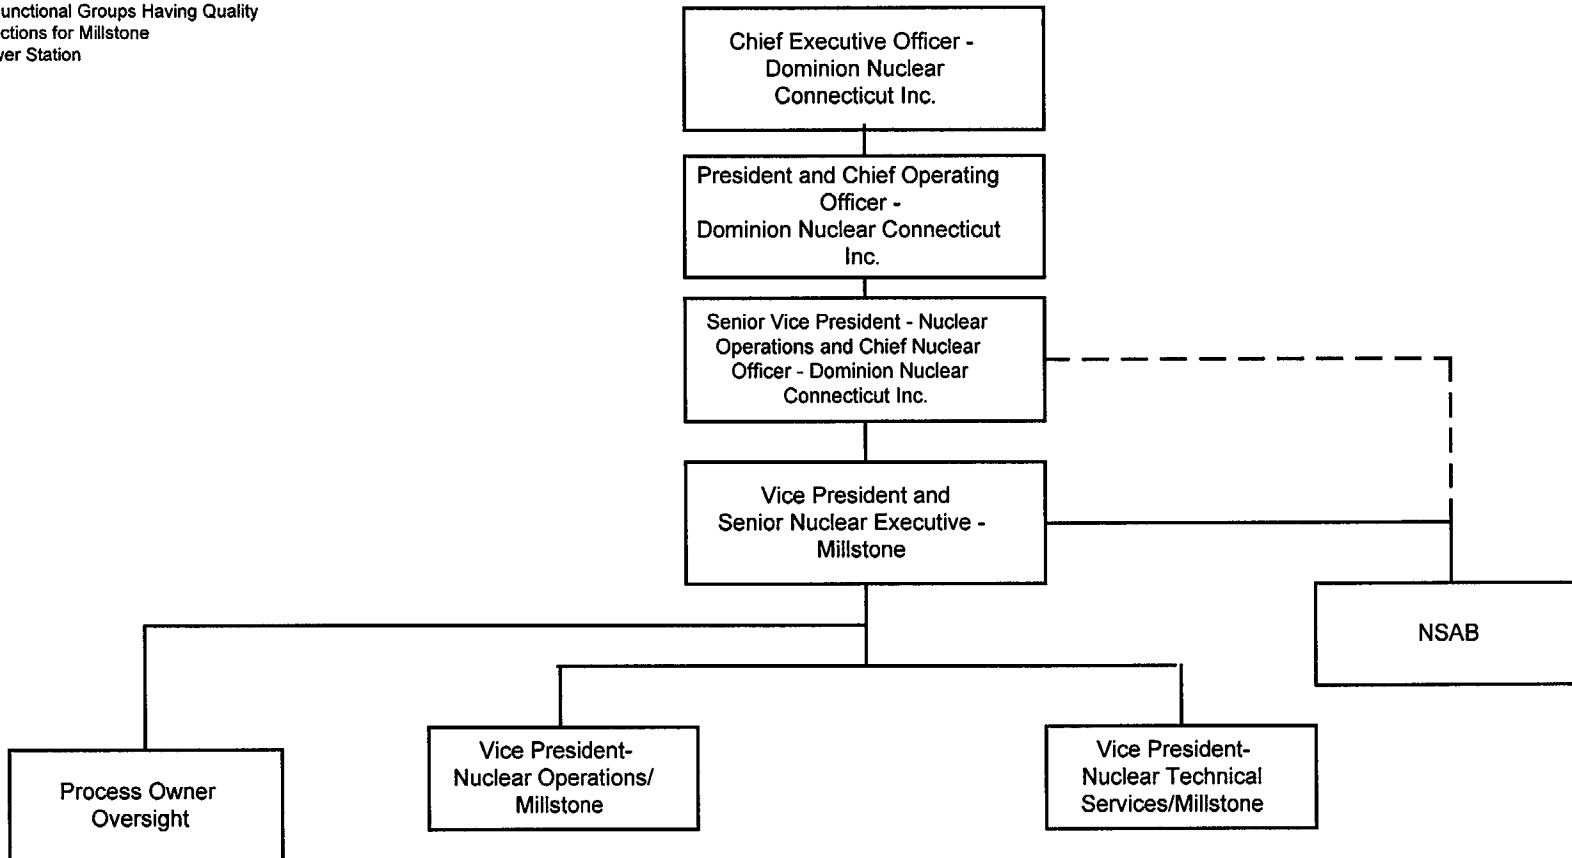 unctional Groups Having Quality
ctions for Millstone
er Station
Chief Executive Officer -
Dominion Nuclear
Connecticut Inc.
President and Chief Operating
Officer -
Dominion Nuclear Connecticut
Inc.
Senior Vice President - Nuclear
Operations and Chief Nuclear
Officer - Dominion Nuclear
Connecticut Inc.
Vice President and
Senior Nuclear Executive -
Millstone
NSAB
Process Owner
Oversight
Vice President-
Nuclear Operations/
Millstone
Vice President-
Nuclear Technical
Services/Millstone